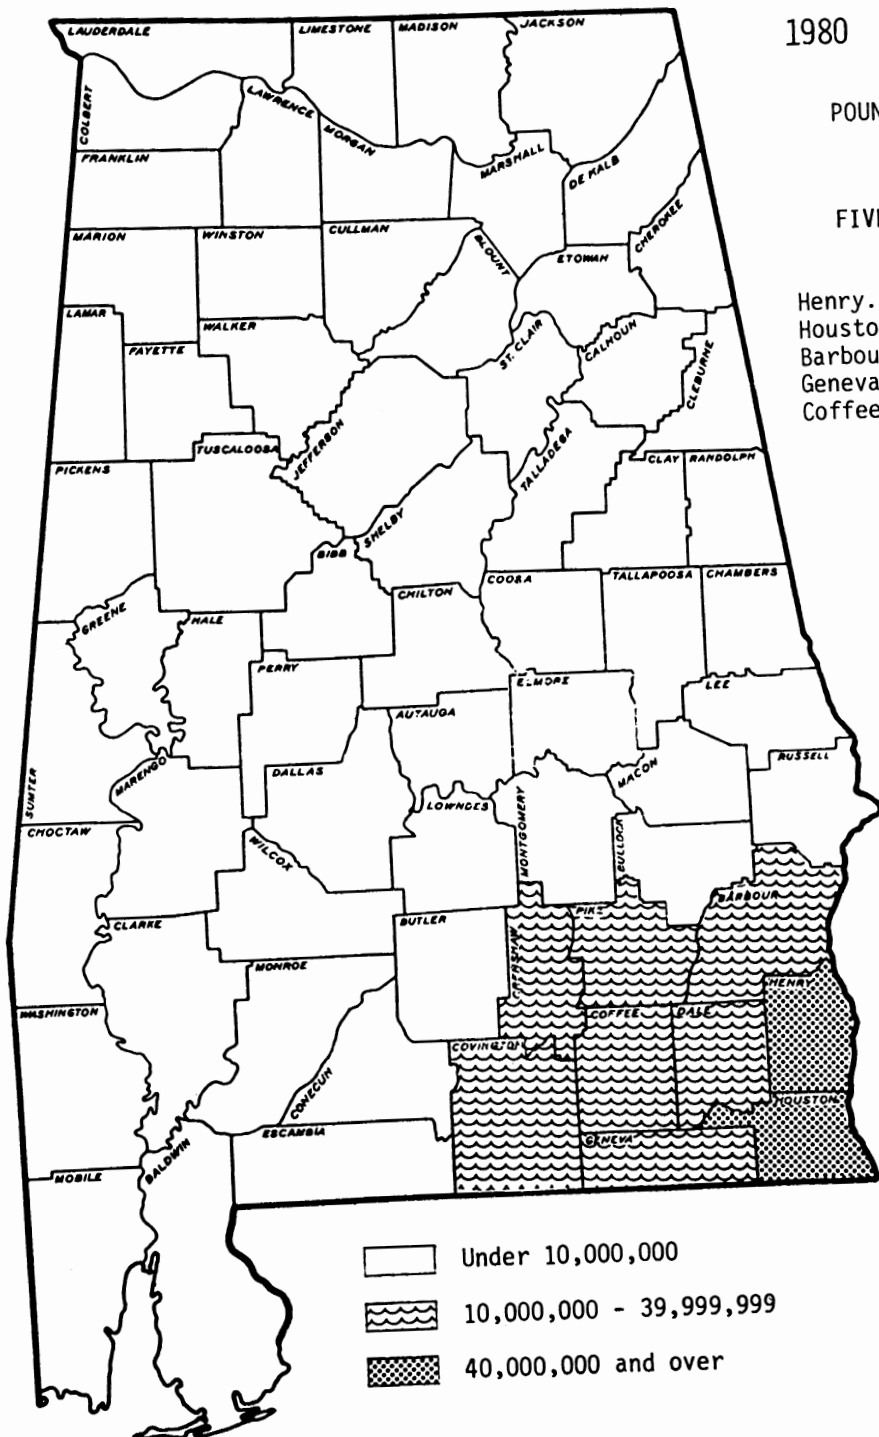 1980
POUN
FIVE
Henry.
Housto
Barbou
Geneva
Coffee
LAUDERDALE
LIMESTONE
MADISON
JACKSON
COLBERT
LAWRENCE
MORGAN
FRANKLIN
MARSHALL
DE KALB
MARION
WINSTON
CULLMAN
BLOUNT
ETOWAH
CHEROKEE
LAMAR
WALKER
FAYETTE
ST. CLAIR
CALHOUN
CLEBURNE
JEFFERSON
TUSCALOOSA
TALLADEGA
PICKENS
CLAY
RANDOLPH
SHELBY
BIBB
COOSA
TALLAPOOSA
CHAMBERS
CHILTON
GREENE
HALE
PERRY
ELMORE
LEE
AUTAUGA
SUMTER
MARENGO
DALLAS
MACON
RUSSELL
LOWNDES
MONTGOMERY
BULLOCK
CHOCTAW
WILCOX
CLARKE
BUTLER
CRENSHAW
PIKE
BARBOUR
MONROE
HENRY
WASHINGTON
COFFEE
DALE
COVINGTON
CONECUH
HOUSTON
ESCAMBIA
GENEVA
MOBILE
BALDWIN
Under 10,000,000
10,000,000 - 39,999,999
40,000,000 and over